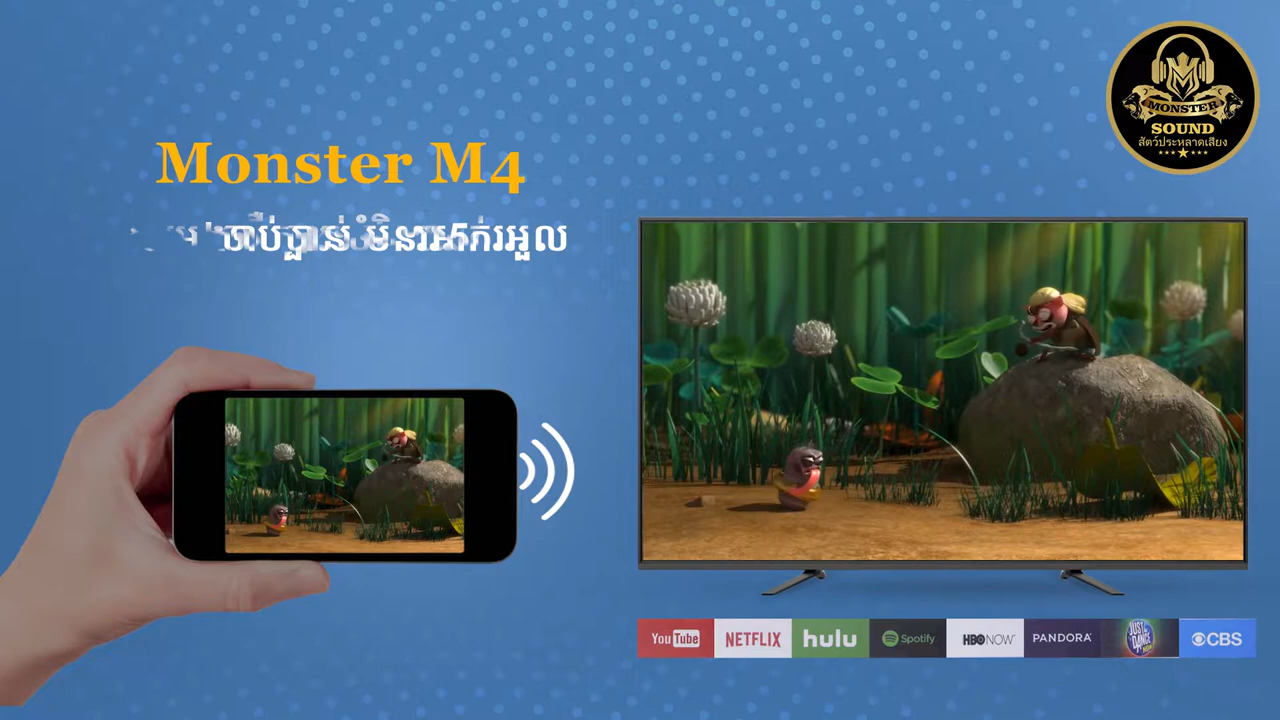 Monster M4
MONSTER
SOUND
สัตว์ประหลาดเสียง
YouTube
NETFLIX
hulu
Spotify
HBO NOW
PANDORA
JUST DANCE NOW
CBS